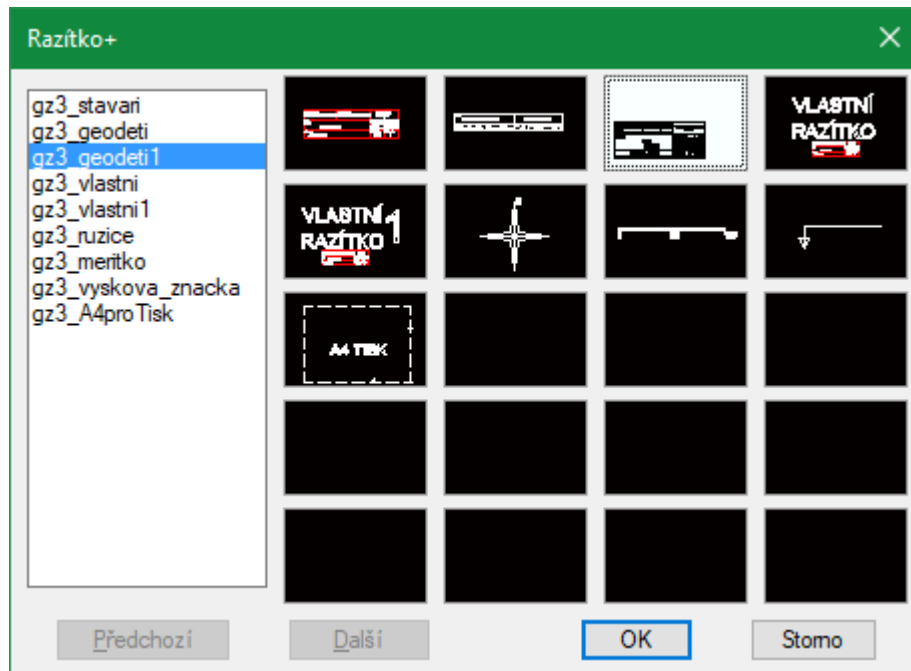 Razítko+
gz3_stavari
gz3_geodeti
gz3_geodeti1
gz3_vlastni
gz3_vlastni1
gz3_ruzice
gz3_meritko
gz3_vyskova_znacka
gz3_A4proTisk
VLASTNÍ
RAZÍTKO
VLASTNÍ 1
RAZÍTKO
A4 TISK
Předchozí
Další
OK
Storno